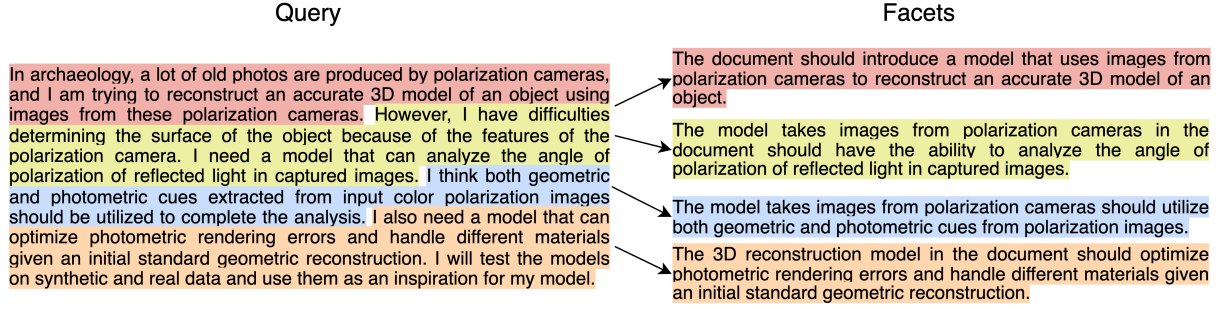 Query
In archaeology, a lot of old photos are produced by polarization cameras,
and I am trying to reconstruct an accurate 3D model of an object using
images from these polarization cameras. However, I have difficulties
determining the surface of the object because of the features of the
polarization camera. I need a model that can analyze the angle of
polarization of reflected light in captured images. I think both geometric
and photometric cues extracted from input color polarization images
should be utilized to complete the analysis. I also need a model that can
optimize photometric rendering errors and handle different materials
given an initial standard geometric reconstruction. I will test the models
on synthetic and real data and use them as an inspiration for my model.
Facets
The document should introduce a model that uses images from
polarization cameras to reconstruct an accurate 3D model of an
object.
The model takes images from polarization cameras in the
document should have the ability to analyze the angle of
polarization of reflected light in captured images.
The model takes images from polarization cameras should utilize
both geometric and photometric cues from polarization images.
The 3D reconstruction model in the document should optimize
photometric rendering errors and handle different materials given
an initial standard geometric reconstruction.